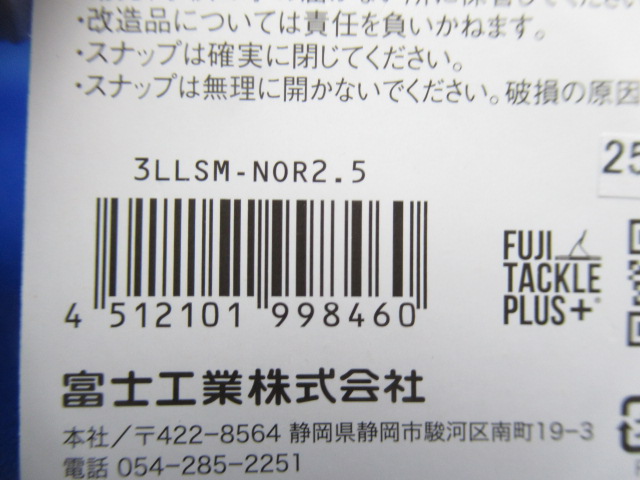 ・改造品については責任を負いかねます。
・スナップは確実に閉じてください。
・スナップは無理に開かないでください。破損の原因
3LLSM-NOR2.5
25
4 512101 998460
FUJI
TACKLE
PLUS+
富士工業株式会社
本社/〒422-8564 静岡県静岡市駿河区南町19-3
電話 054-285-2251